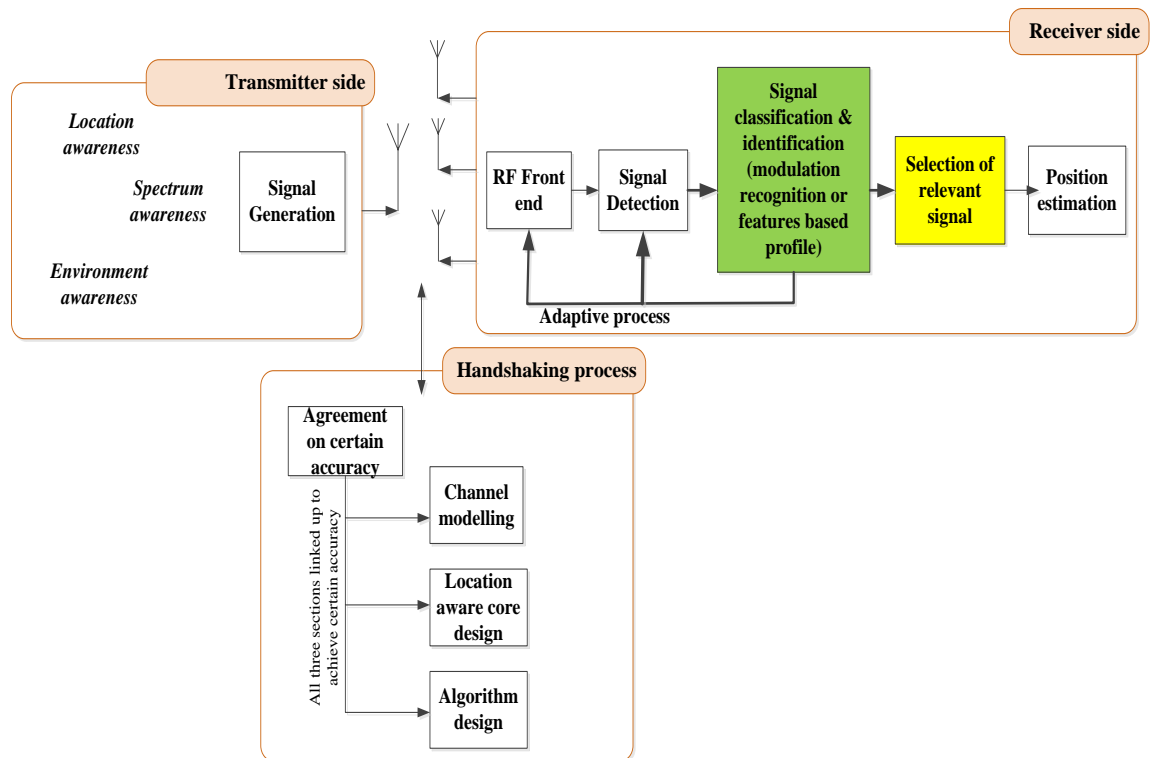 Receiver side
Transmitter side
Location
awareness
Spectrum
awareness
Environment
awareness
Signal
Generation
RF Front
end
Signal
Detection
Signal
classification &
identification
(modulation
recognition or
features based
profile)
Selection of
relevant
signal
Position
estimation
Adaptive process
Handshaking process
Agreement
on certain
accuracy
All three sections linked up to
achieve certain accuracy
Channel
modelling
Location
aware core
design
Algorithm
design